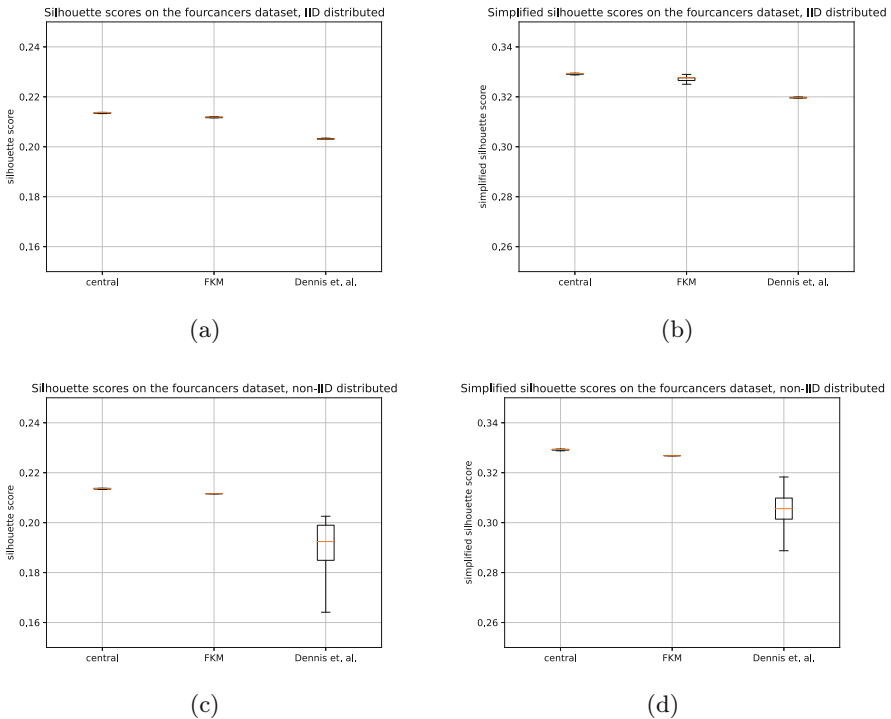 Silhouette scores on the fourcancers dataset, IID distributed
0.24
0.22
0.20
0.18
0.16
silhouette score
central
FKM
Dennis et. al.
(a)
Simplified silhouette scores on the fourcancers dataset, IID distributed
0.34
0.32
0.30
0.28
0.26
simplified silhouette score
central
FKM
Dennis et. al.
(b)
Silhouette scores on the fourcancers dataset, non-IID distributed
0.24
0.22
0.20
0.18
0.16
silhouette score
central
FKM
Dennis et. al.
(c)
Simplified silhouette scores on the fourcancers dataset, non-IID distributed
0.34
0.32
0.30
0.28
0.26
simplified silhouette score
central
FKM
Dennis et. al.
(d)